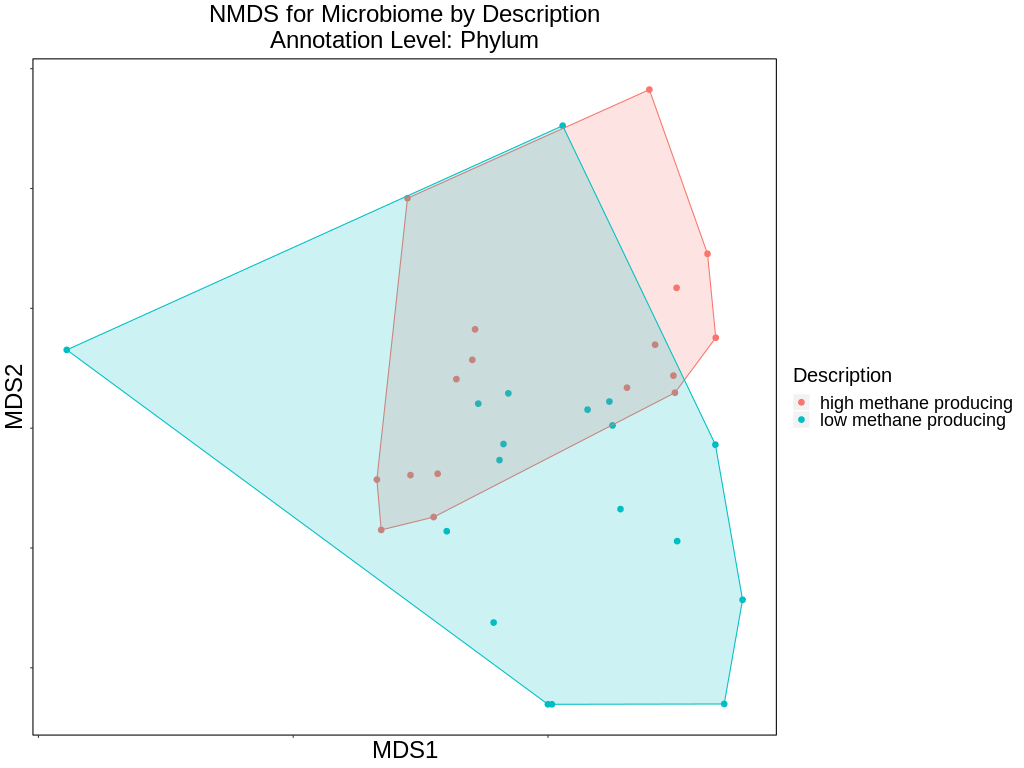 NMDS for Microbiome by Description
Annotation Level: Phylum
MDS2
MDS1
Description
high methane producing
low methane producing